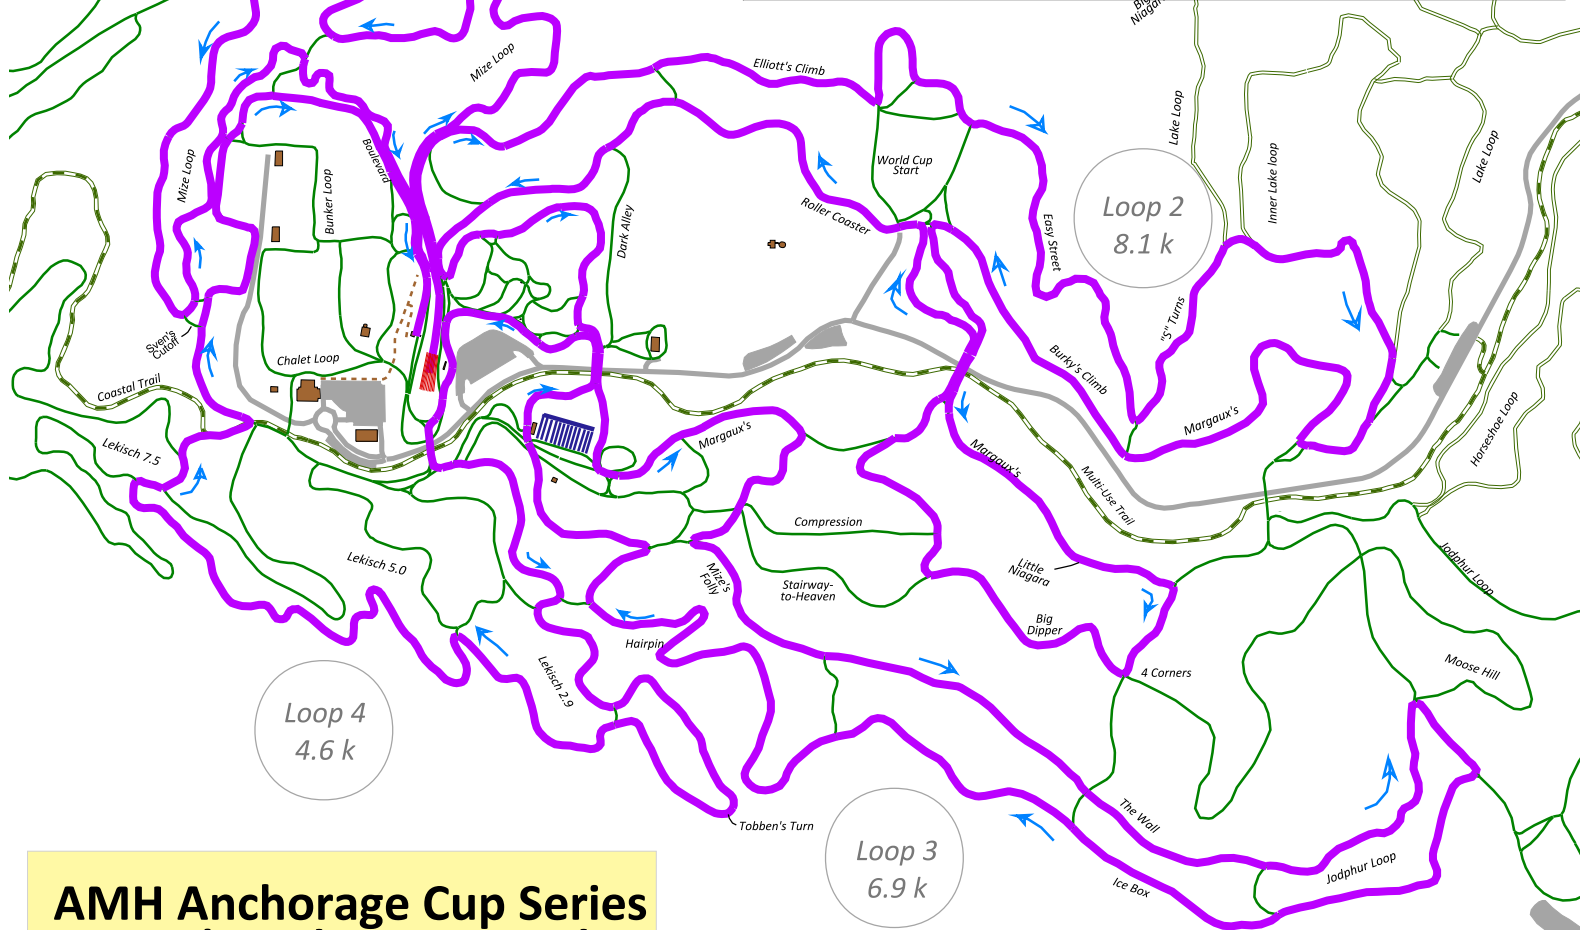 Big
Niagara
Mize Loop
Elliott's Climb
Lake Loop
Inner Lake loop
Lake Loop
Mize Loop
Boulevard
Bunker Loop
World Cup
Start
Roller Coaster
Dark Alley
Easy Street
Loop 2
8.1 k
"S" Turns
Sven's
Cutoff
Chalet Loop
Coastal Trail
Burky's Climb
Margaux's
Horseshoe Loop
Lekisch 7.5
Margaux's
Margaux's
Multi-Use Trail
Compression
Lekisch 5.0
Mize's
Folly
Stairway-
to-Heaven
Little
Niagara
Jodphur Loop
Big
Dipper
Hairpin
Lekisch 2.9
4 Corners
Moose Hill
Loop 4
4.6 k
Tobben's Turn
The Wall
Loop 3
6.9 k
Ice Box
Jodphur Loop
AMH Anchorage Cup Series